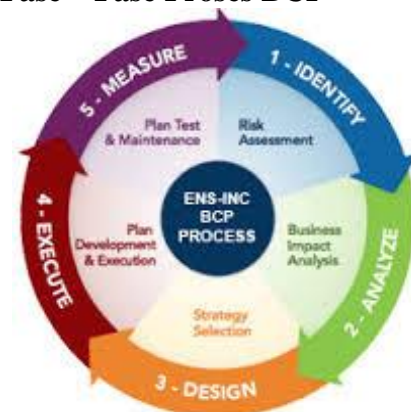 Fase – Fase Proses BCP
1 - IDENTIFY
Risk
Assessment
2 - ANALYZE
Business
Impact
Analysis
3 - DESIGN
Strategy
Selection
4 - EXECUTE
Plan
Development
& Execution
5 - MEASURE
Plan Test
& Maintenance
ENS-INC
BCP
PROCESS